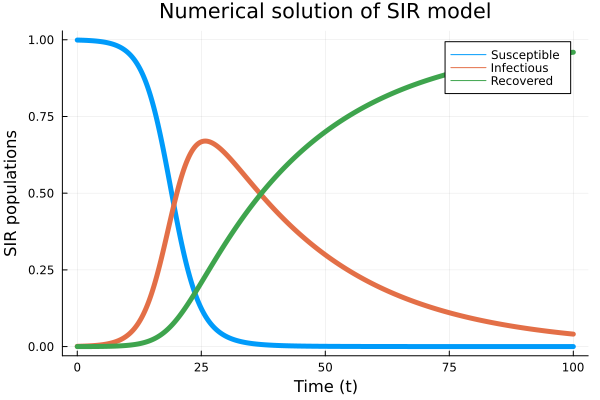 Numerical solution of SIR model
SIR populations
1.00
0.75
0.50
0.25
0.00
Susceptible
Infectious
Recovered
0
25
50
75
100
Time (t)